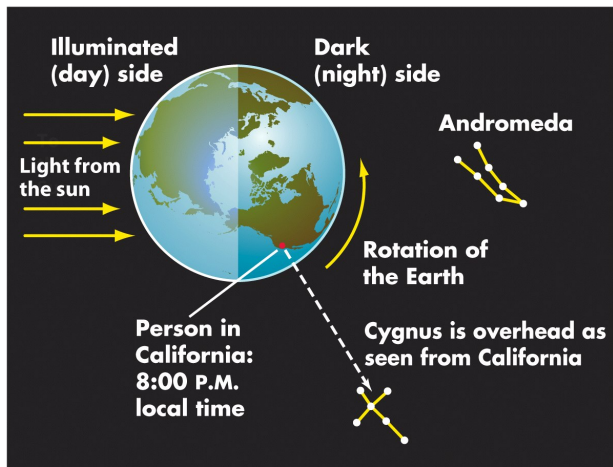 Illuminated
(day) side
Dark
(night) side
Light from
the sun
Andromeda
Rotation of
the Earth
Person in
California:
8:00 P.M.
local time
Cygnus is overhead as
seen from California